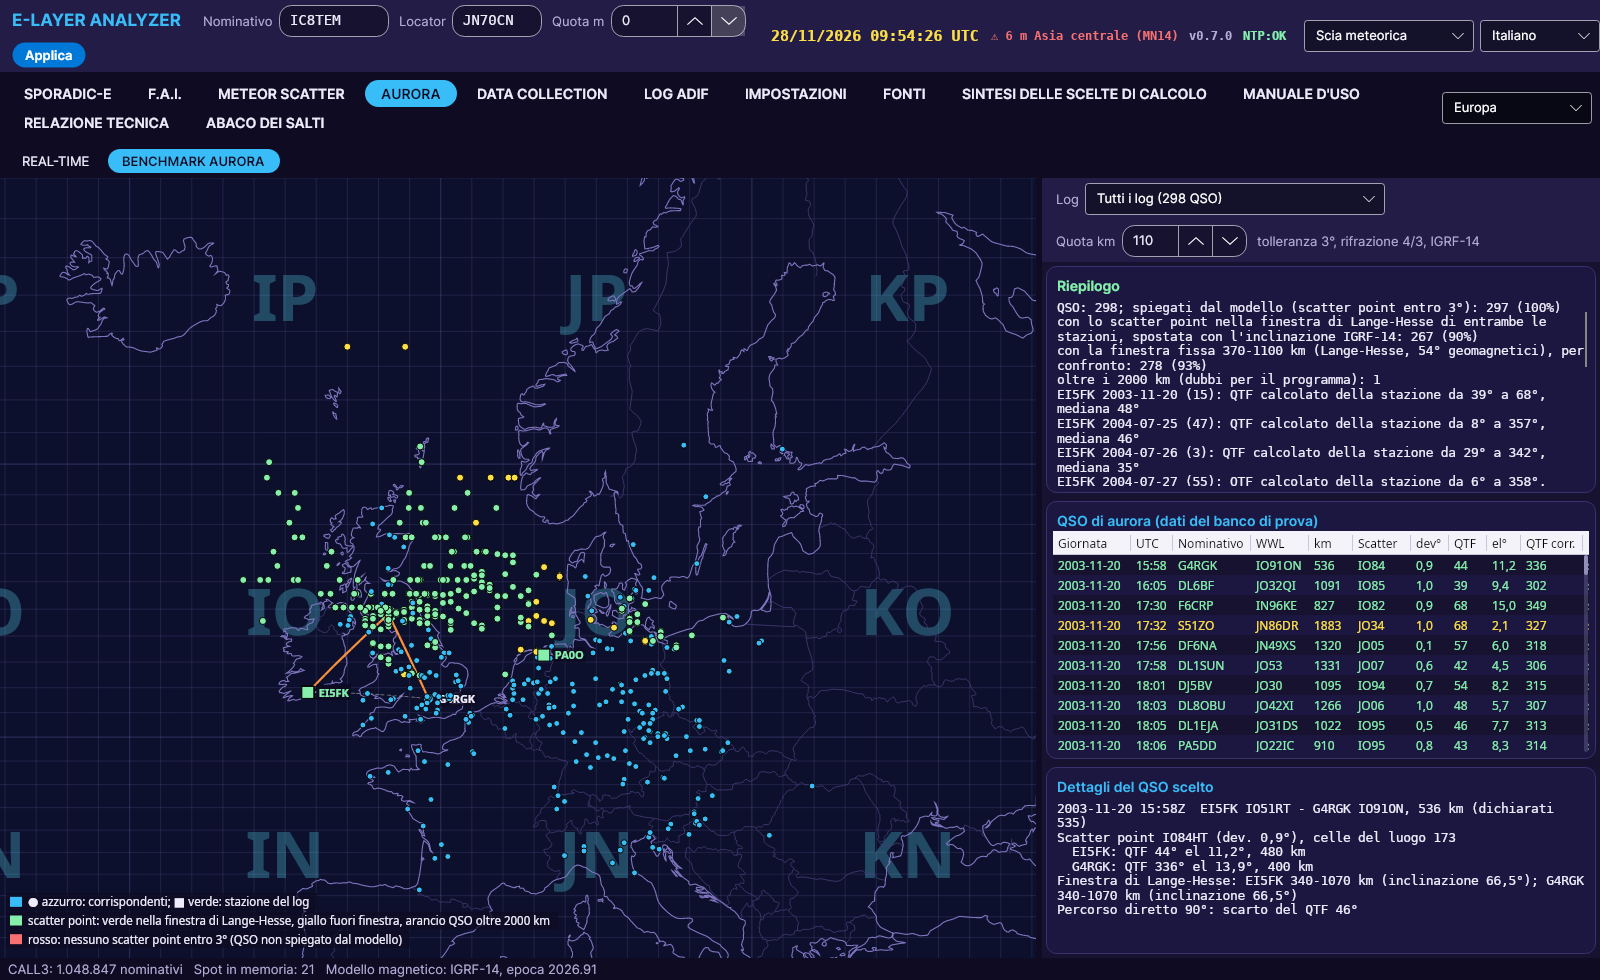 E-LAYER ANALYZER Nominativo IC8TEM Locator JN70CN Quota m 0 28/11/2026 09:54:26 UTC ⚠ 6 m Asia centrale (MN14) v0.7.0 NTP:OK Scia meteorica Italiano
Applica
SPORADIC-E F.A.I. METEOR SCATTER AURORA DATA COLLECTION LOG ADIF IMPOSTAZIONI FONTI SINTESI DELLE SCELTE DI CALCOLO MANUALE D'USO
RELAZIONE TECNICA ABACO DEI SALTI
Europa
REAL-TIME BENCHMARK AURORA
P IP JP KP
O IO JO KO
N IN JN KN
EI5FK
G4RGK
PA0O
azzurro: corrispondenti; verde: stazione del log
scatter point: verde nella finestra di Lange-Hesse, giallo fuori finestra, arancio QSO oltre 2000 km
rosso: nessuno scatter point entro 3° (QSO non spiegato dal modello)
Log Tutti i log (298 QSO)
Quota km 110 tolleranza 3°, rifrazione 4/3, IGRF-14
Riepilogo
QSO: 298; spiegati dal modello (scatter point entro 3°): 297 (100%)
con lo scatter point nella finestra di Lange-Hesse di entrambe le
stazioni, spostata con l'inclinazione IGRF-14: 267 (90%)
con la finestra fissa 370-1100 km (Lange-Hesse, 54° geomagnetici), per
confronto: 278 (93%)
oltre i 2000 km (dubbi per il programma): 1
EI5FK 2003-11-20 (15): QTF calcolato della stazione da 39° a 68°,
mediana 48°
EI5FK 2004-07-25 (47): QTF calcolato della stazione da 8° a 357°,
mediana 46°
EI5FK 2004-07-26 (3): QTF calcolato della stazione da 29° a 342°,
mediana 35°
EI5FK 2004-07-27 (55): QTF calcolato della stazione da 6° a 358°,
QSO di aurora (dati del banco di prova)
Giornata UTC Nominativo WWL km Scatter dev° QTF el° QTF corr.
2003-11-20 15:58 G4RGK IO91ON 536 IO84 0,9 44 11,2 336
2003-11-20 16:05 DL6BF JO32QI 1091 IO85 1,0 39 9,4 302
2003-11-20 17:30 F6CRP IN96KE 827 IO82 0,9 68 15,0 349
2003-11-20 17:32 S51ZO JN86DR 1883 JO34 1,0 68 2,1 327
2003-11-20 17:56 DF6NA JN49XS 1320 JO05 0,1 57 6,0 318
2003-11-20 17:58 DL1SUN JO53 1331 JO07 0,6 42 4,5 306
2003-11-20 18:01 DJ5BV JO30 1095 IO94 0,7 54 8,2 315
2003-11-20 18:03 DL8OBU JO42XI 1266 JO06 1,0 48 5,7 307
2003-11-20 18:05 DL1EJA JO31DS 1022 IO95 0,5 46 7,7 313
2003-11-20 18:06 PA5DD JO22IC 910 IO95 0,8 43 8,3 314
Dettagli del QSO scelto
2003-11-20 15:58Z EI5FK IO51RT - G4RGK IO91ON, 536 km (dichiarati
535)
Scatter point IO84HT (dev. 0,9°), celle del luogo 173
EI5FK: QTF 44° el 11,2°, 480 km
G4RGK: QTF 336° el 13,9°, 400 km
Finestra di Lange-Hesse: EI5FK 340-1070 km (inclinazione 66,5°); G4RGK
340-1070 km (inclinazione 66,5°)
Percorso diretto 90°: scarto del QTF 46°
CALL3: 1.048.847 nominativi Spot in memoria: 21 Modello magnetico: IGRF-14, epoca 2026.91